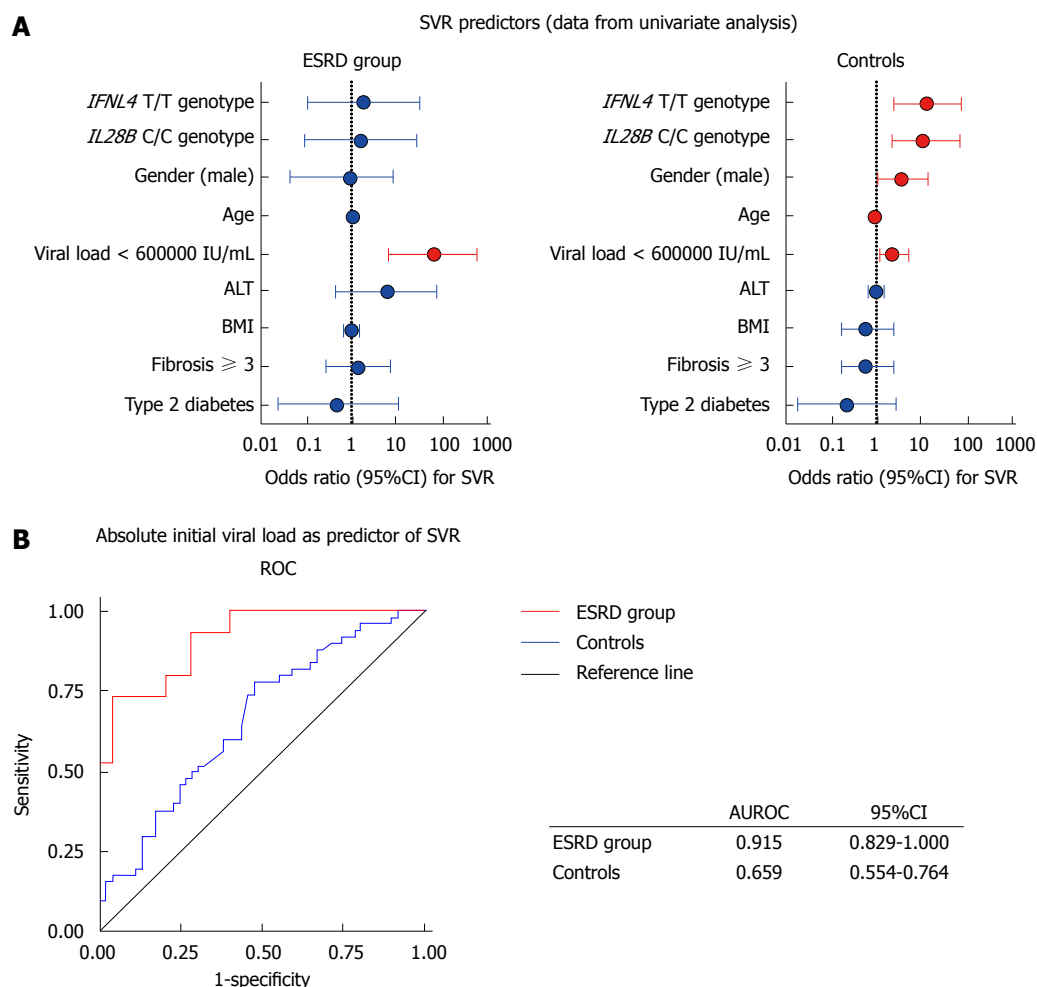 A
SVR predictors (data from univariate analysis)
ESRD group
IFNL4 T/T genotype
IL28B C/C genotype
Gender (male)
Age
Viral load < 600000 IU/mL
ALT
BMI
Fibrosis ≥ 3
Type 2 diabetes
0.01 0.1 1 10 100 1000
Odds ratio (95%CI) for SVR
Controls
IFNL4 T/T genotype
IL28B C/C genotype
Gender (male)
Age
Viral load < 600000 IU/mL
ALT
BMI
Fibrosis ≥ 3
Type 2 diabetes
0.01 0.1 1 10 100 1000
Odds ratio (95%CI) for SVR
B
Absolute initial viral load as predictor of SVR
ROC
Sensitivity
1.00
0.75
0.50
0.25
0.00
0.00 0.25 0.50 0.75 1.00
1-specificity
ESRD group
Controls
Reference line
AUROC 95%CI
ESRD group 0.915 0.829-1.000
Controls 0.659 0.554-0.764